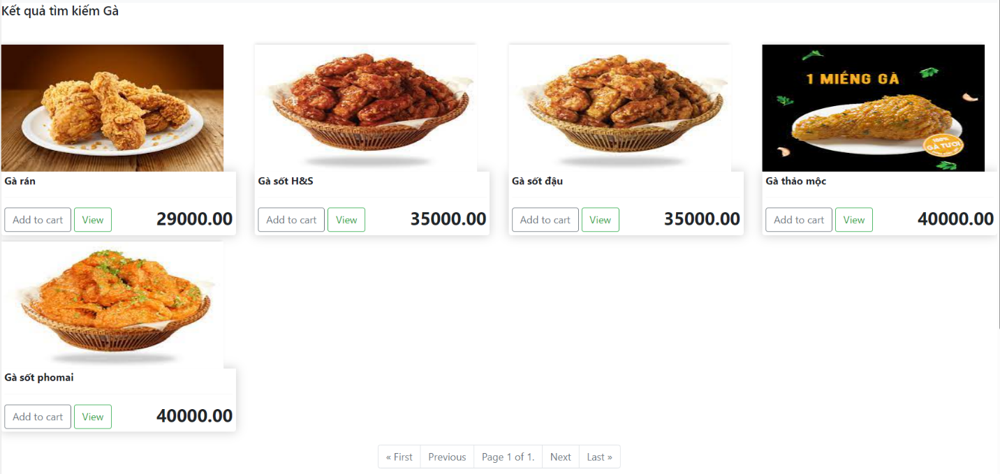 Kết quả tìm kiếm Gà
1 MIẾNG GÀ
100%
GÀ TƯƠI
Gà rán
Add to cart View 29000.00
Gà sốt H&S
Add to cart View 35000.00
Gà sốt đậu
Add to cart View 35000.00
Gà thảo mộc
Add to cart View 40000.00
Gà sốt phomai
Add to cart View 40000.00
« First Previous Page 1 of 1. Next Last »